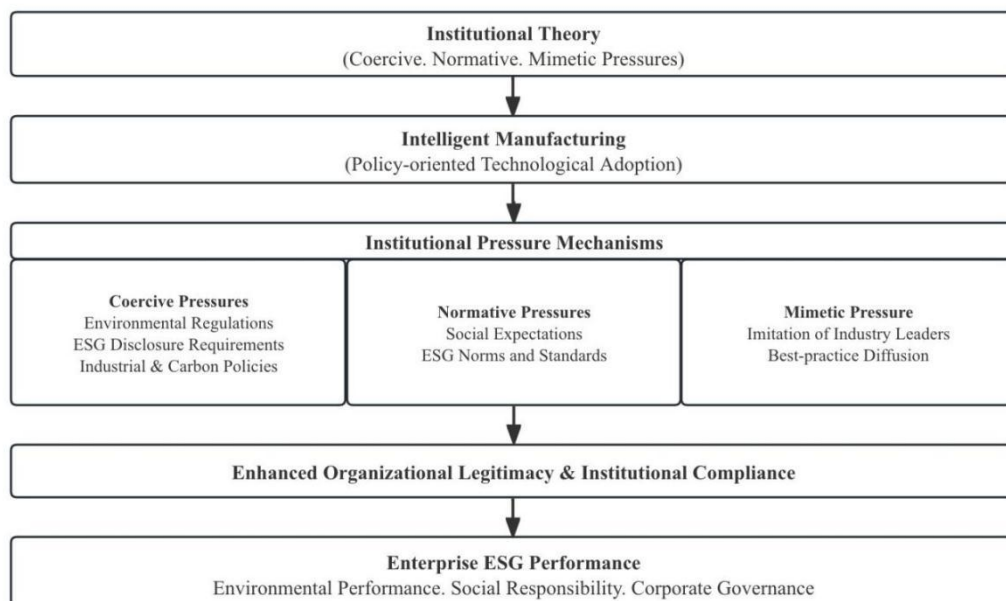 Institutional Theory
(Coercive. Normative. Mimetic Pressures)
Intelligent Manufacturing
(Policy-oriented Technological Adoption)
Institutional Pressure Mechanisms
Coercive Pressures
Environmental Regulations
ESG Disclosure Requirements
Industrial & Carbon Policies
Normative Pressures
Social Expectations
ESG Norms and Standards
Mimetic Pressure
Imitation of Industry Leaders
Best-practice Diffusion
Enhanced Organizational Legitimacy & Institutional Compliance
Enterprise ESG Performance
Environmental Performance. Social Responsibility. Corporate Governance